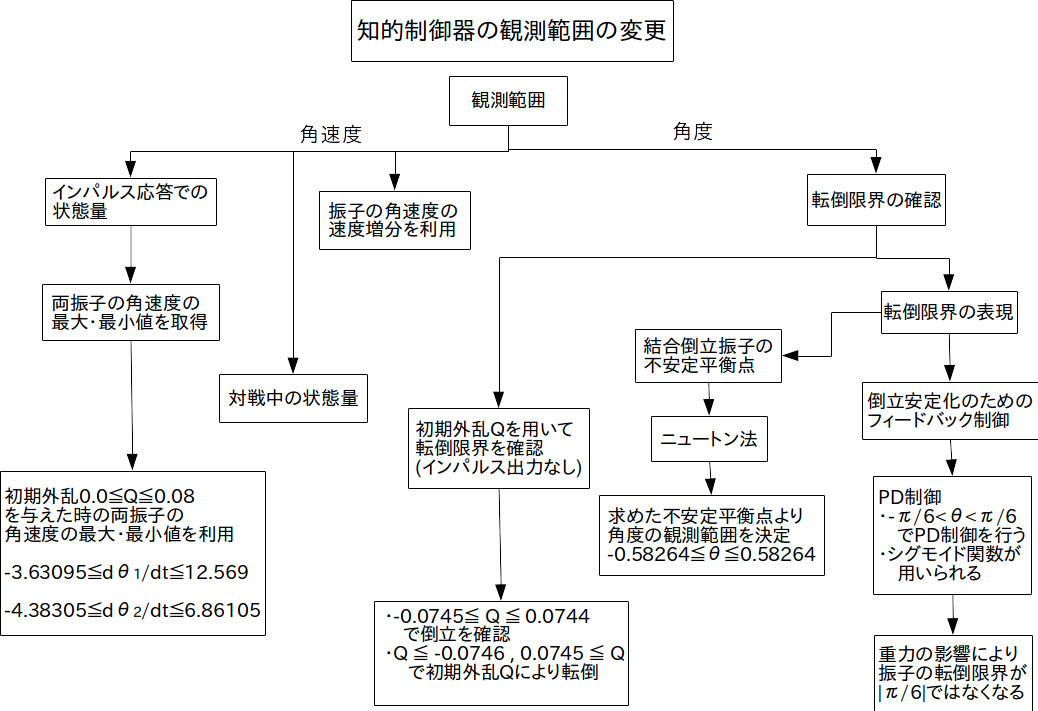 知的制御器の観測範囲の変更
観測範囲
角速度
角度
インパルス応答での
状態量
振子の角速度の
速度増分を利用
転倒限界の確認
両振子の角速度の
最大・最小値を取得
転倒限界の表現
結合倒立振子の
不安定平衡点
対戦中の状態量
倒立安定化のための
フィードバック制御
初期外乱Qを用いて
転倒限界を確認
(インパルス出力なし)
ニュートン法
初期外乱0.0≦Q≦0.08
を与えた時の両振子の
角速度の最大・最小値を利用
-3.63095≦dθ1/dt≦12.569
-4.38305≦dθ2/dt≦6.86105
求めた不安定平衡点より
角度の観測範囲を決定
-0.58264≦θ≦0.58264
PD制御
・-π/6<θ<π/6
でPD制御を行う
・シグモイド関数が
用いられる
・-0.0745≦ Q ≦ 0.0744
で倒立を確認
・Q ≦ -0.0746 , 0.0745 ≦ Q
で初期外乱Qにより転倒
重力の影響により
振子の転倒限界が
|π/6|ではなくなる